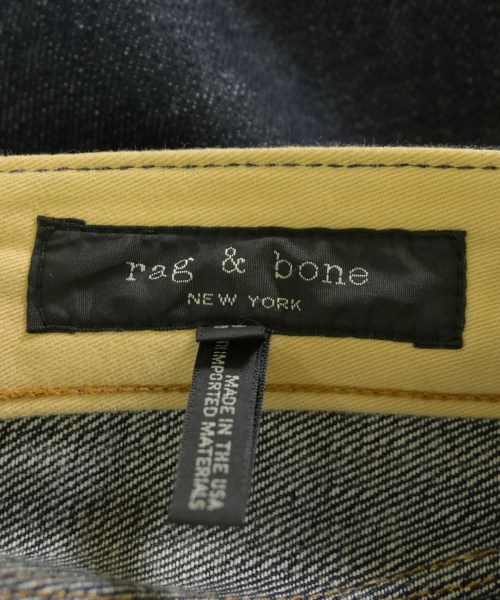 rag & bone
NEW YORK
MADE IN THE USA
IMPORTED MATERIALS